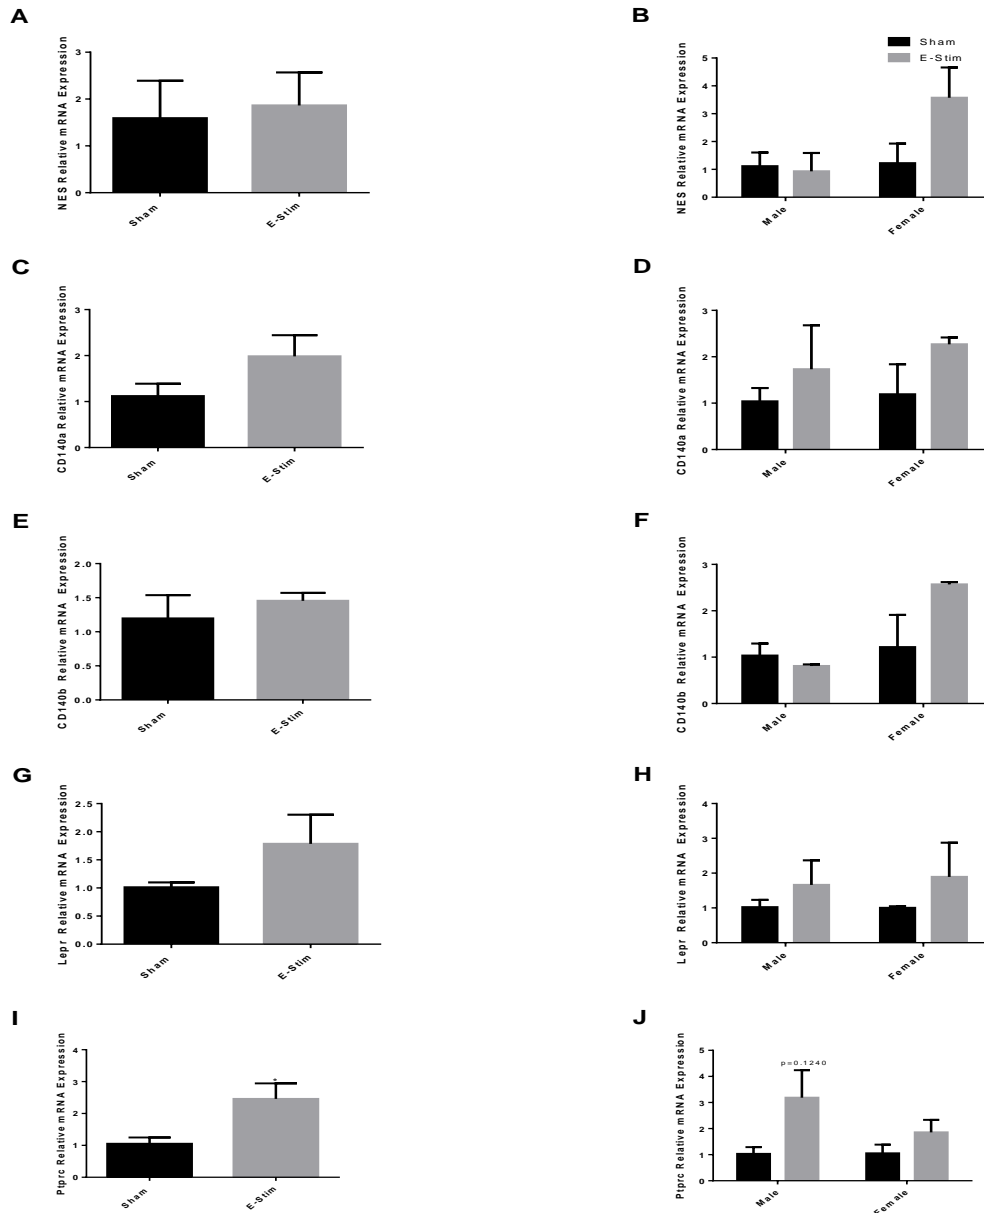 A
NES Relative mRNA Expression
3
2
1
0
Sham
E-Stim
B
NES Relative mRNA Expression
5
4
3
2
1
0
Male
Female
Sham
E-Stim
C
CD140a Relative mRNA Expression
3
2
1
0
Sham
E-Stim
D
CD140a Relative mRNA Expression
3
2
1
0
Male
Female
E
CD140b Relative mRNA Expression
2.0
1.5
1.0
0.5
0.0
Sham
E-Stim
F
CD140b Relative mRNA Expression
3
2
1
0
Male
Female
G
Lepr Relative mRNA Expression
2.5
2.0
1.5
1.0
0.5
0.0
Sham
E-Stim
H
Lepr Relative mRNA Expression
4
3
2
1
0
Male
Female
I
Ptprc Relative mRNA Expression
4
3
2
1
0
*
Sham
E-Stim
J
Ptprc Relative mRNA Expression
5
4
3
2
1
0
p=0.1240
Male
Female